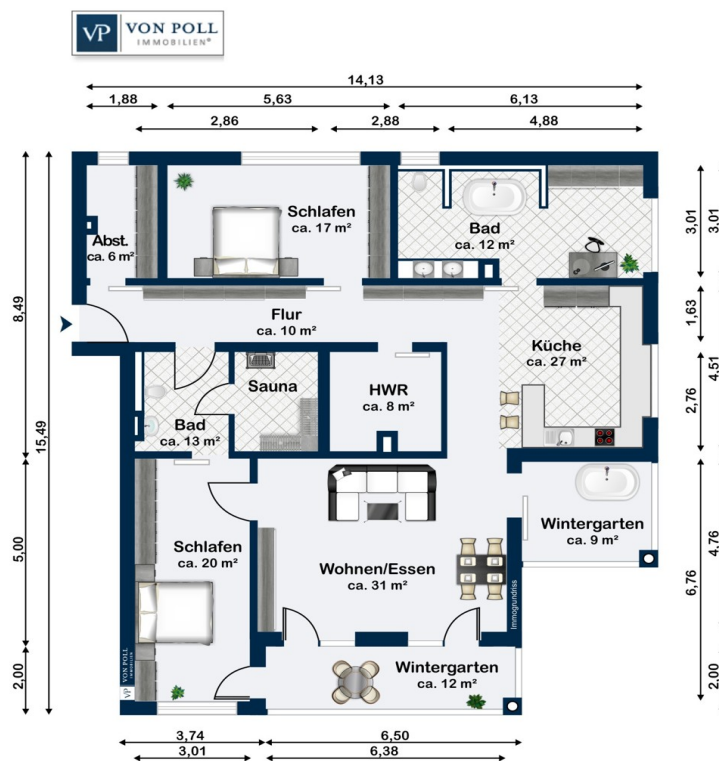 VP VON POLL
IMMOBILIEN®
14,13
1,88 5,63 6,13
2,86 2,88 4,88
Schlafen
ca. 17 m²
Bad
ca. 12 m²
Abst.
ca. 6 m²
3,01 3,01
8,49
15,49
Flur
ca. 10 m²
1,63
Küche
ca. 27 m²
4.51
2,76
Sauna
HWR
ca. 8 m²
Bad
ca. 13 m²
Wintergarten
ca. 9 m²
4.76
6,76
5,00
Schlafen
ca. 20 m²
Wohnen/Essen
ca. 31 m²
Immogrundriss
Wintergarten
ca. 12 m²
2,00
2.00
VP VON POLL
IMMOBILIEN
3,74 6,50
3,01 6,38